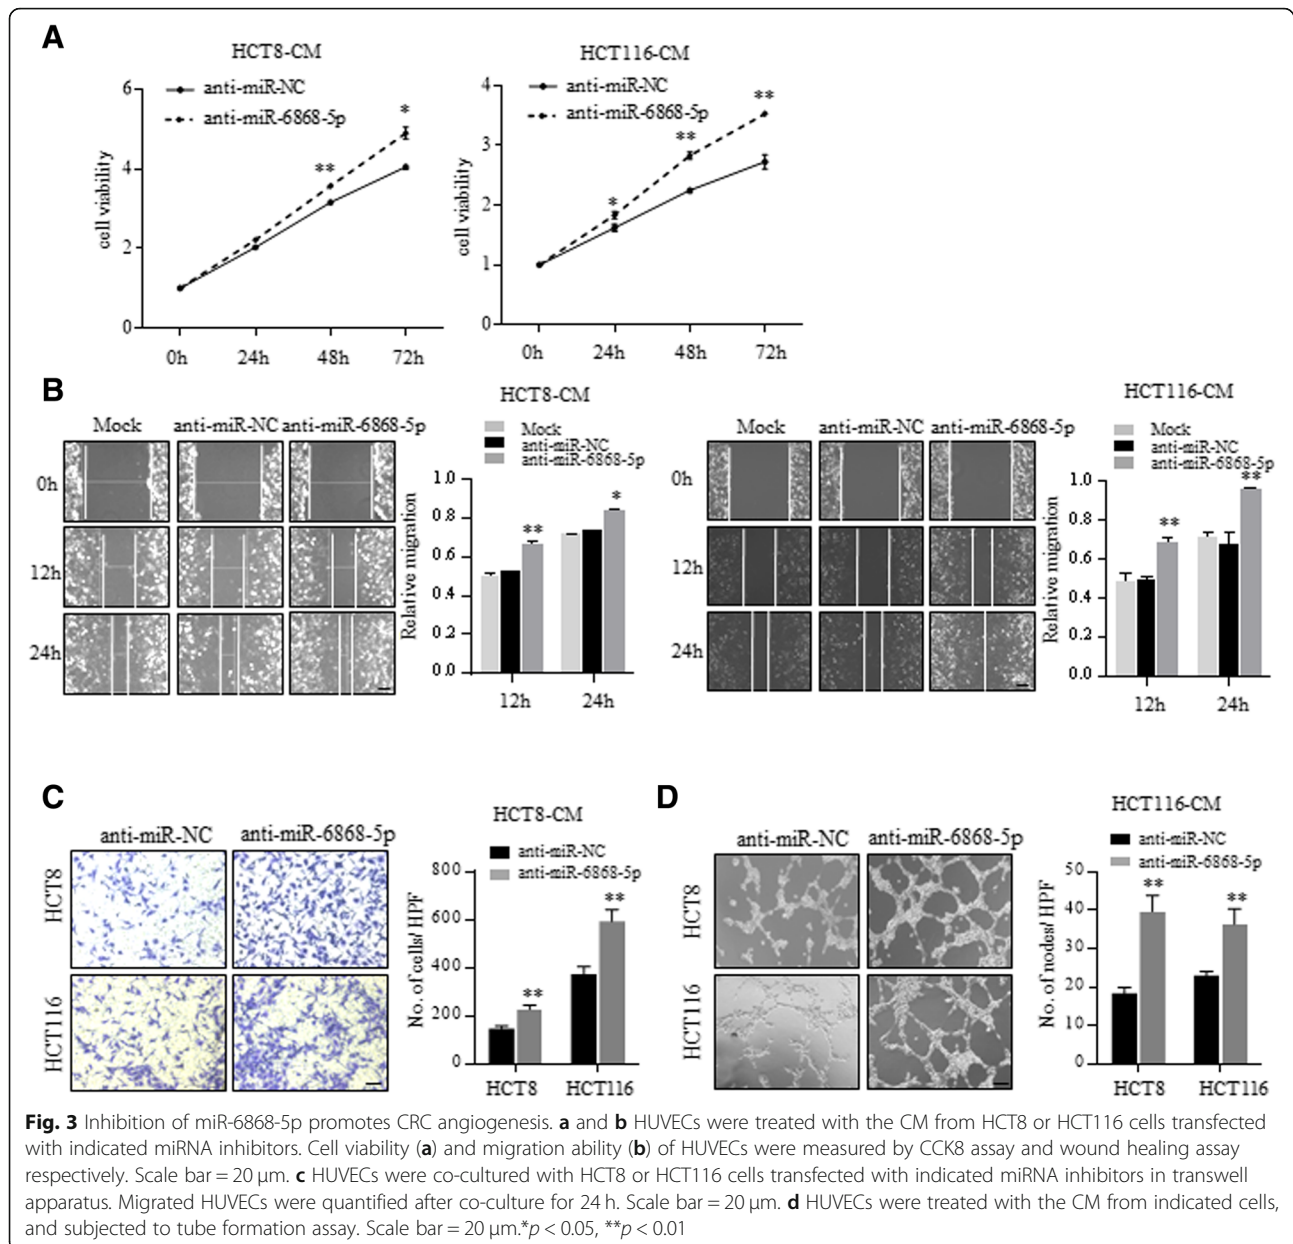 A
HCT8-CM
anti-miR-NC
anti-miR-6868-5p
cell viability
6
4
2
0
*
**
0h 24h 48h 72h
HCT116-CM
anti-miR-NC
anti-miR-6868-5p
cell viability
4
3
2
1
0
**
**
*
0h 24h 48h 72h
B
Mock anti-miR-NC anti-miR-6868-5p
0h
12h
24h
HCT8-CM
Mock
anti-miR-NC
anti-miR-6868-5p
Relative migration
1.0
0.8
0.6
0.4
0.2
0.0
**
*
12h 24h
Mock anti-miR-NC anti-miR-6868-5p
0h
12h
24h
HCT116-CM
Mock
anti-miR-NC
anti-miR-6868-5p
Relative migration
1.0
0.8
0.6
0.4
0.2
0.0
**
**
12h 24h
C
anti-miR-NC anti-miR-6868-5p
HCT8
HCT116
HCT8-CM
anti-miR-NC
anti-miR-6868-5p
No. of cells/ HPF
800
600
400
200
0
**
**
HCT8 HCT116
D
anti-miR-NC anti-miR-6868-5p
HCT8
HCT116
HCT116-CM
anti-miR-NC
anti-miR-6868-5p
No. of nodes/ HPF
50
40
30
20
10
0
**
**
HCT8 HCT116
Fig. 3 Inhibition of miR-6868-5p promotes CRC angiogenesis. a and b HUVECs were treated with the CM from HCT8 or HCT116 cells transfected
with indicated miRNA inhibitors. Cell viability (a) and migration ability (b) of HUVECs were measured by CCK8 assay and wound healing assay
respectively. Scale bar = 20 μm. c HUVECs were co-cultured with HCT8 or HCT116 cells transfected with indicated miRNA inhibitors in transwell
apparatus. Migrated HUVECs were quantified after co-culture for 24 h. Scale bar = 20 μm. d HUVECs were treated with the CM from indicated cells,
and subjected to tube formation assay. Scale bar = 20 μm.*p < 0.05, **p < 0.01